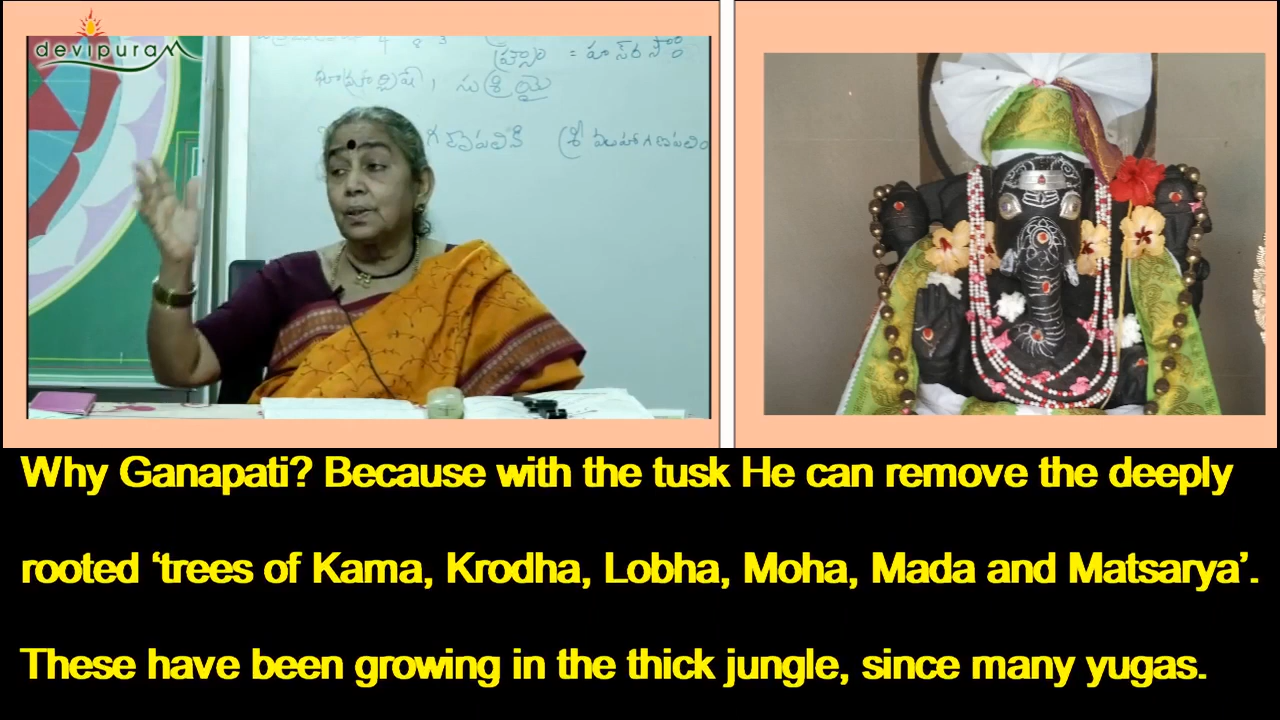 devipuram
గణపతికి
Why Ganapati? Because with the tusk He can remove the deeply
rooted ‘trees of Kama, Krodha, Lobha, Moha, Mada and Matsarya’.
These have been growing in the thick jungle, since many yugas.